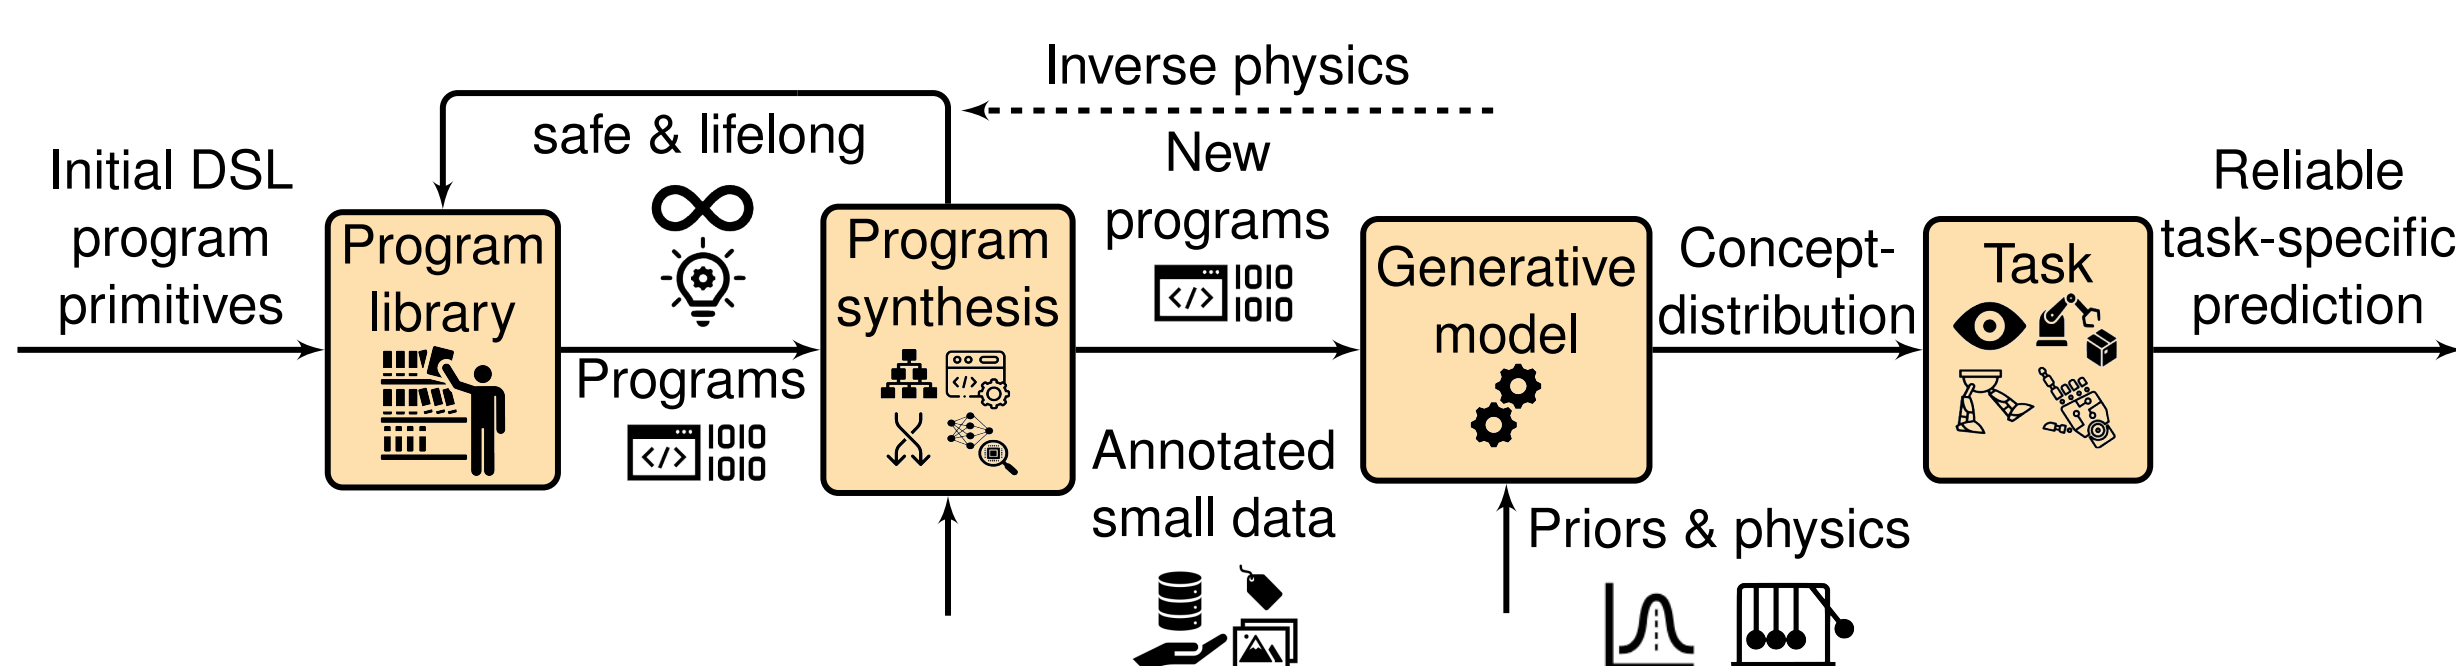 Initial DSL
program
primitives
Program
library
safe & lifelong
Programs
</>
1010
1010
Program
synthesis
</>
Inverse physics
New
programs
</>
1010
1010
Annotated
small data
Generative
model
Priors & physics
Concept-
distribution
Task
Reliable
task-specific
prediction